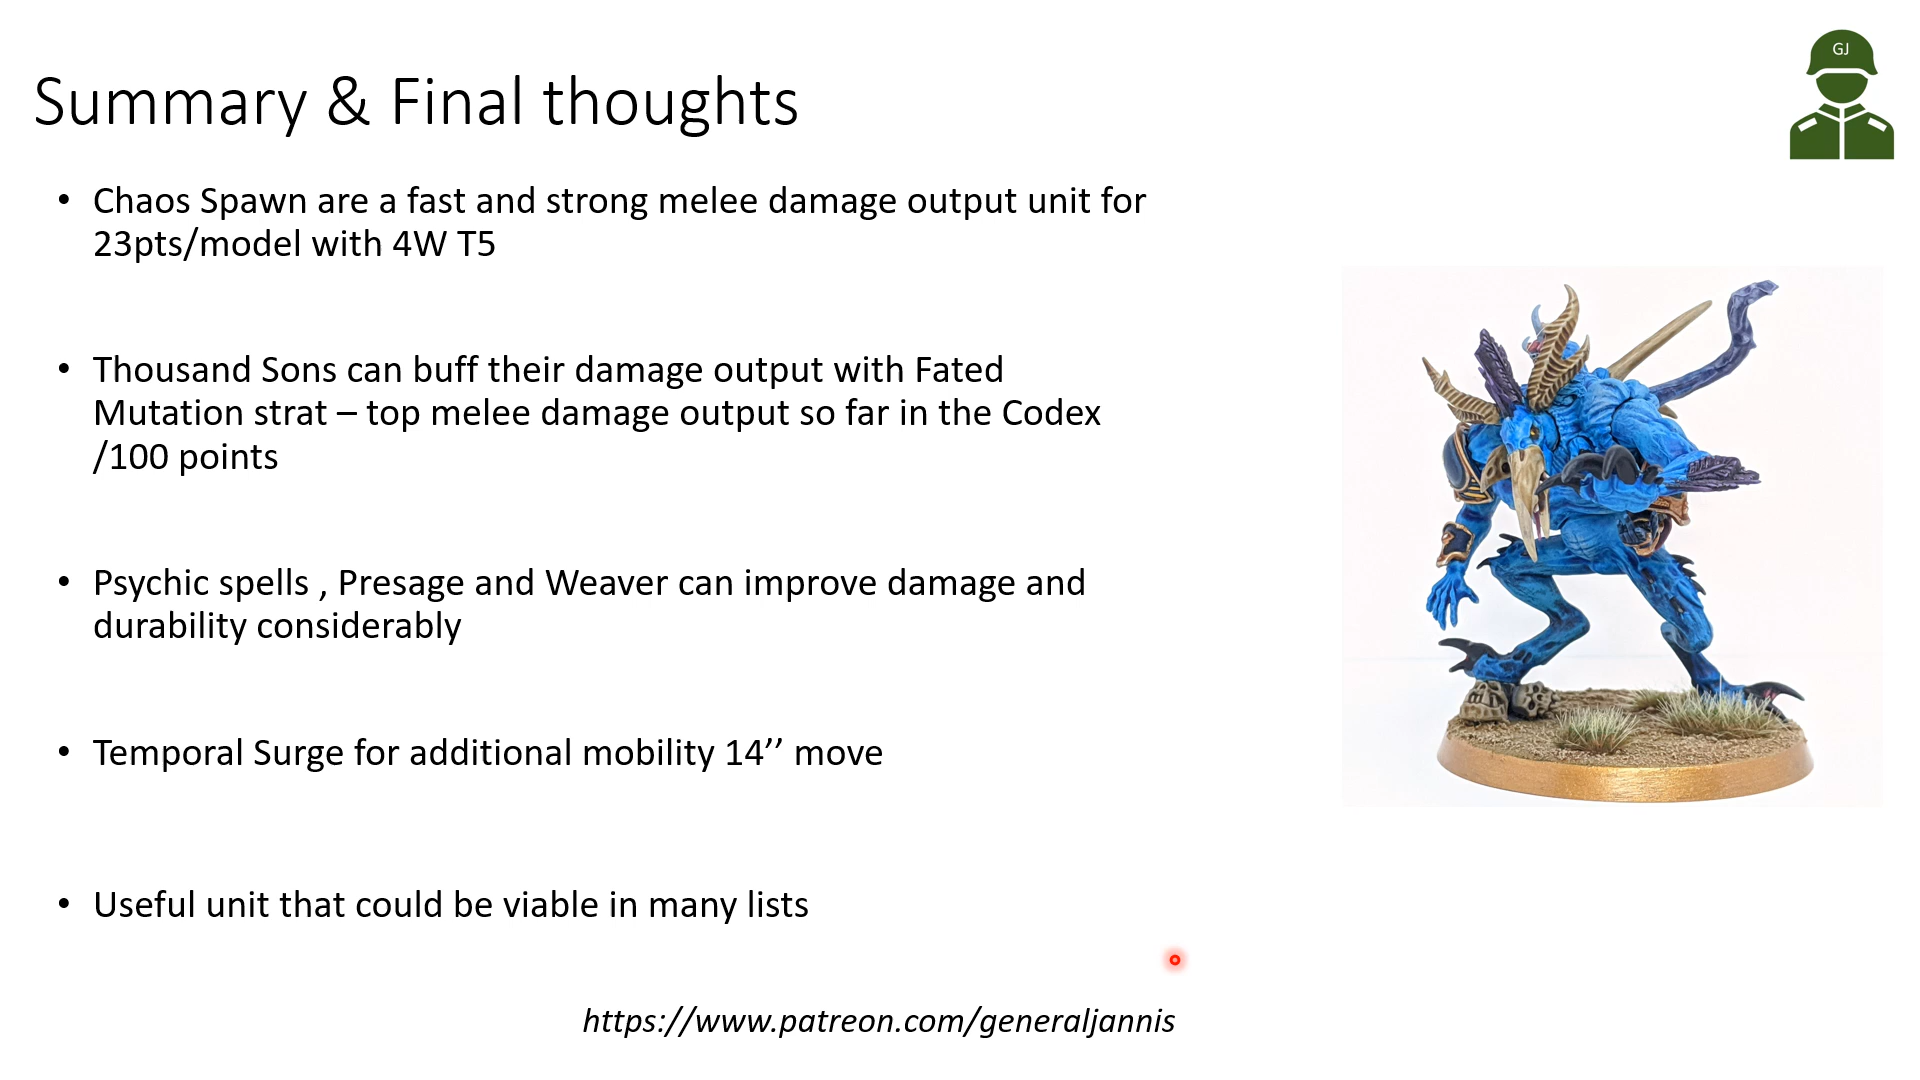 GJ
Summary & Final thoughts
• Chaos Spawn are a fast and strong melee damage output unit for
23pts/model with 4W T5
• Thousand Sons can buff their damage output with Fated
Mutation strat – top melee damage output so far in the Codex
/100 points
• Psychic spells , Presage and Weaver can improve damage and
durability considerably
• Temporal Surge for additional mobility 14’’ move
• Useful unit that could be viable in many lists
https://www.patreon.com/generaljannis